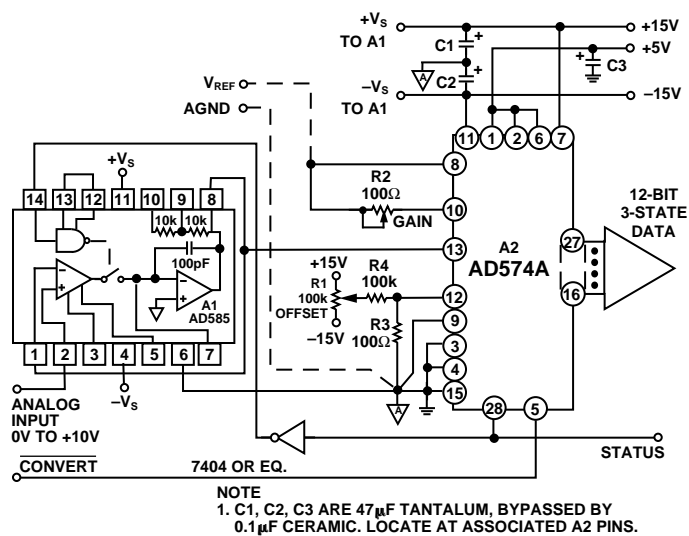 +VS
TO A1
+15V
+5V
C1 +
A
C2 +
+ C3
−VS
TO A1
−15V
VREF
AGND
11 1 2 6 7
8
R2
100Ω
GAIN
10
13
+VS
14 13 12 11 10 9 8
10k 10k
100pF
A1
AD585
1 2 3 4 5 6 7
−VS
+15V
R1
100k
OFFSET
−15V
R4
100k
R3
100Ω
12
9
3
4
15
A
A2
AD574A
27
16
12-BIT
3-STATE
DATA
28 5
ANALOG
INPUT
0V TO +10V
STATUS
CONVERT
7404 OR EQ.
NOTE
1. C1, C2, C3 ARE 47μF TANTALUM, BYPASSED BY
0.1μF CERAMIC. LOCATE AT ASSOCIATED A2 PINS.